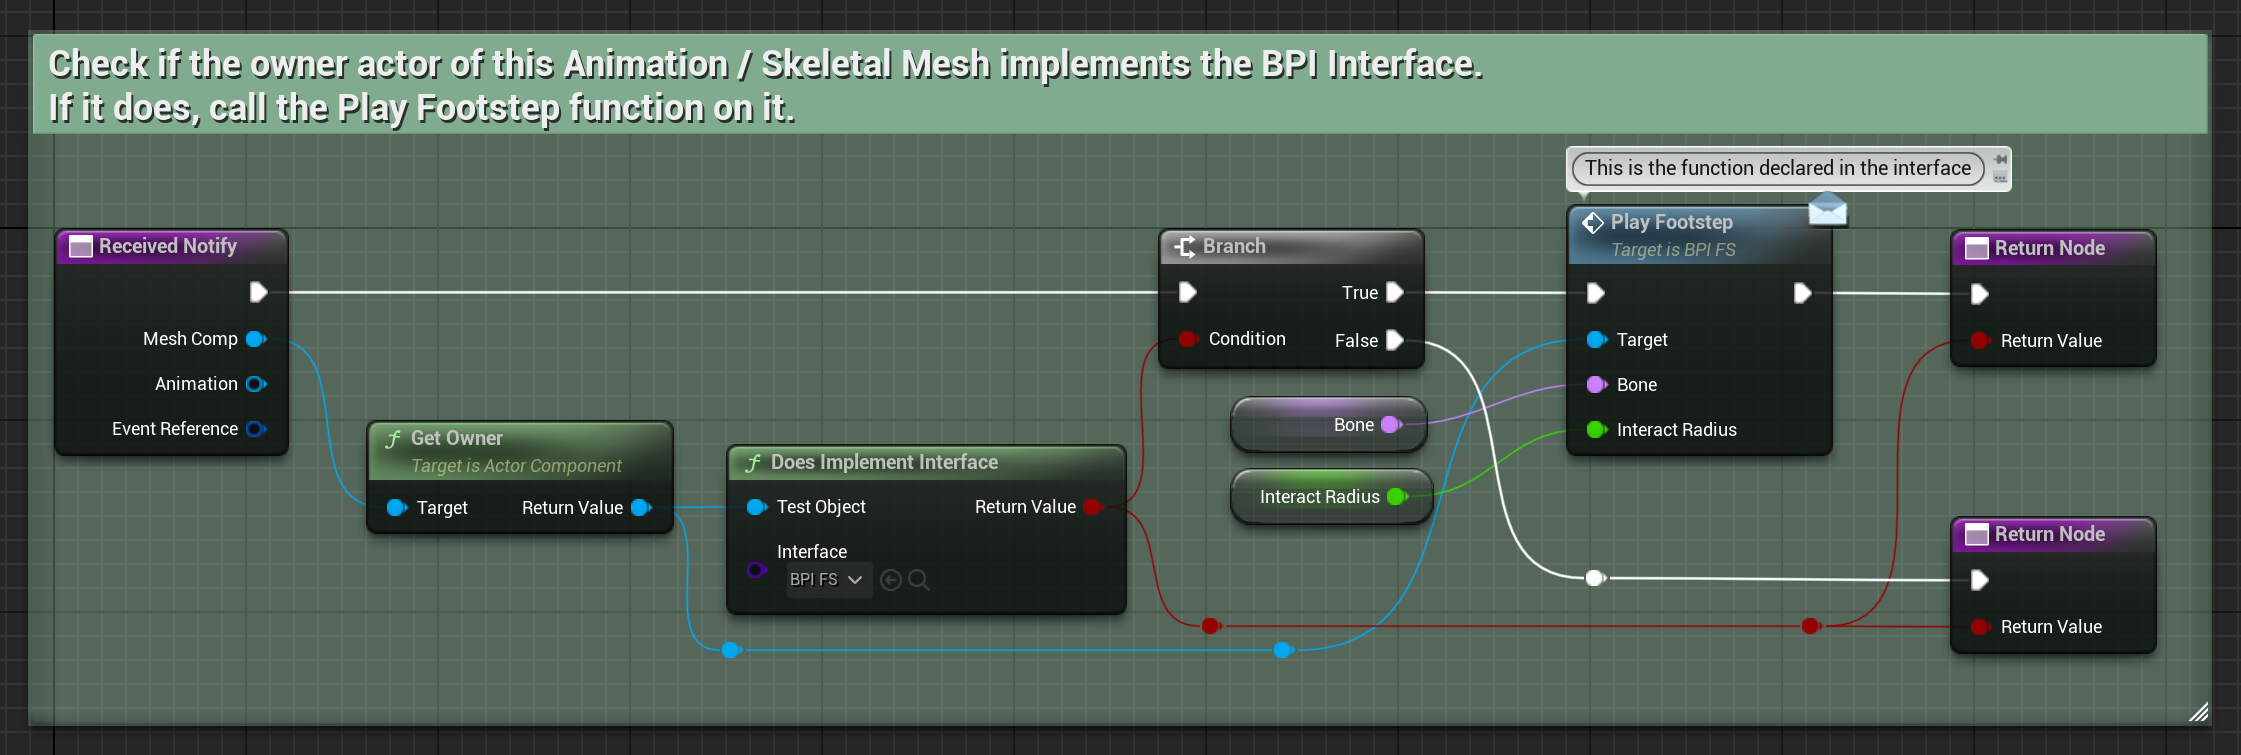 Check if the owner actor of this Animation / Skeletal Mesh implements the BPI Interface.
If it does, call the Play Footstep function on it.
This is the function declared in the interface
Received Notify
Mesh Comp
Animation
Event Reference
Get Owner
Target is Actor Component
Target
Return Value
Does Implement Interface
Test Object
Return Value
Interface
BPI FS
Branch
True
Condition
False
Bone
Interact Radius
Play Footstep
Target is BPI FS
Target
Bone
Interact Radius
Return Node
Return Value
Return Node
Return Value